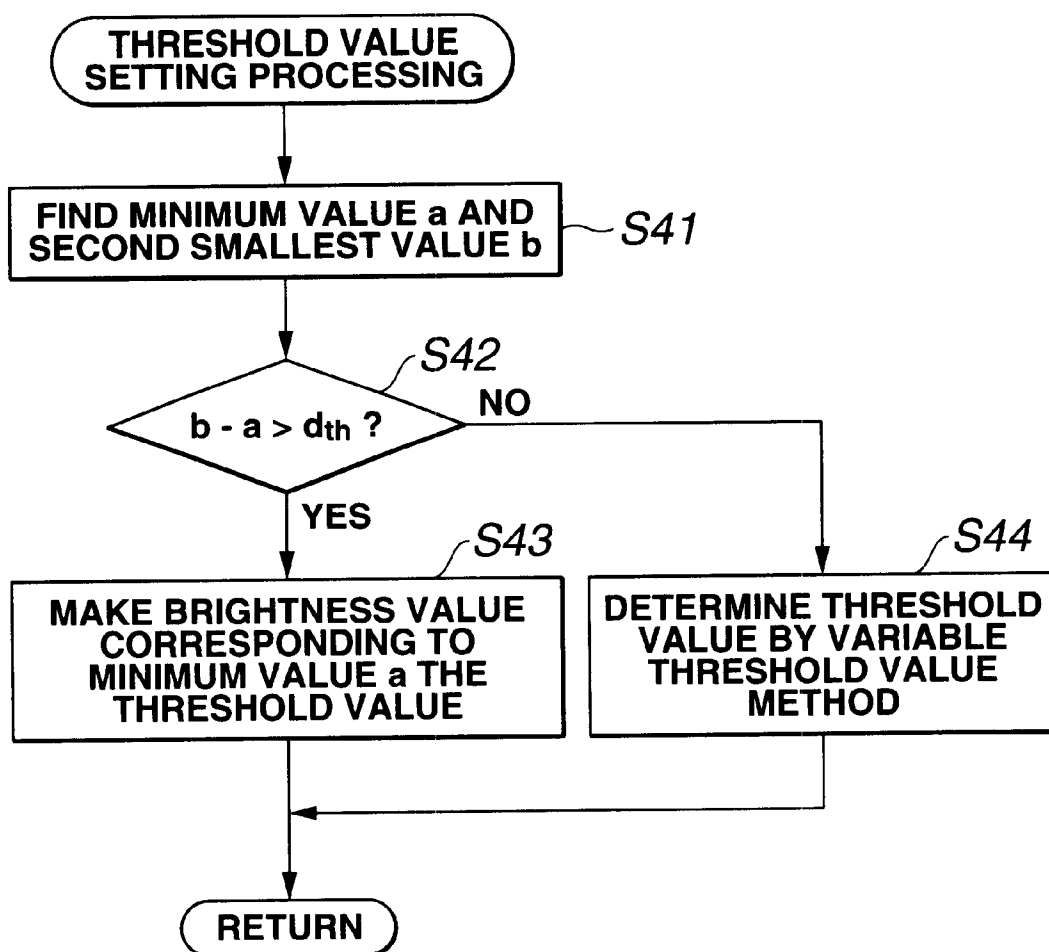 THRESHOLD VALUE
SETTING PROCESSING
FIND MINIMUM VALUE a AND
SECOND SMALLEST VALUE b
S41
S42
b - a > dth ?
NO
YES
S43
MAKE BRIGHTNESS VALUE
CORRESPONDING TO
MINIMUM VALUE a THE
THRESHOLD VALUE
S44
DETERMINE THRESHOLD
VALUE BY VARIABLE
THRESHOLD VALUE
METHOD
RETURN